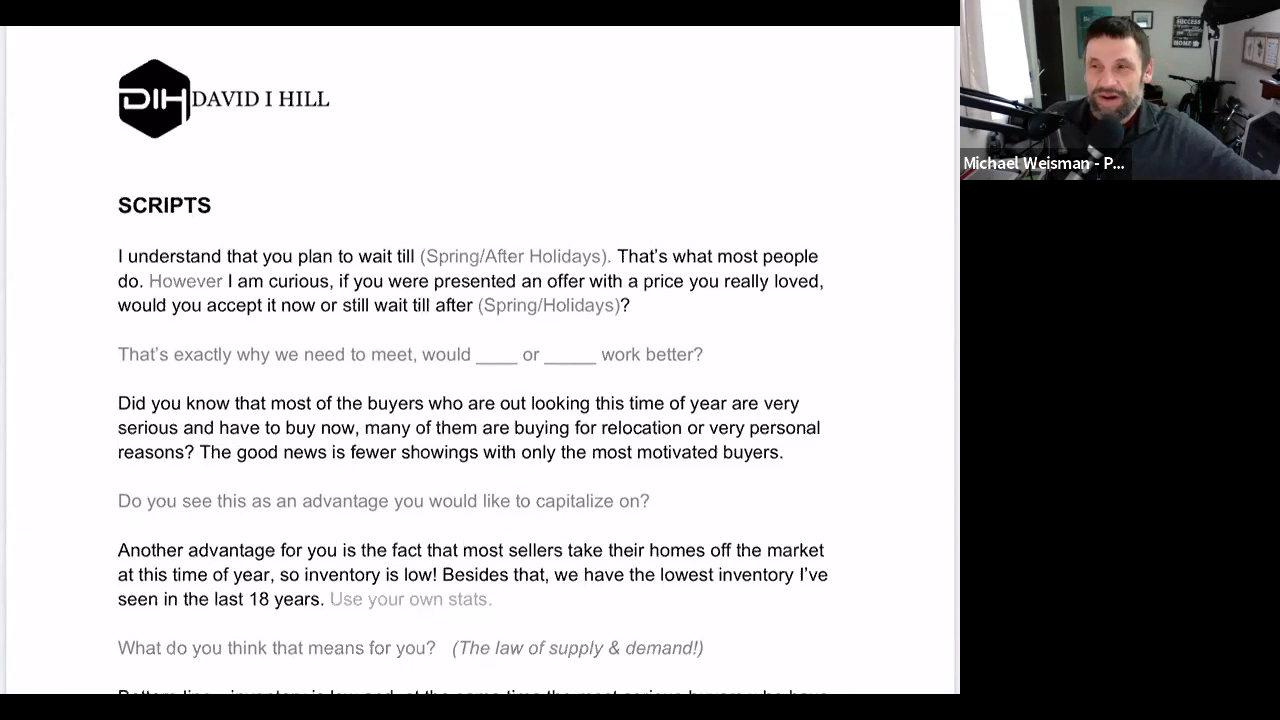 DIH DAVID I HILL
SCRIPTS
I understand that you plan to wait till (Spring/After Holidays). That's what most people
do. However I am curious, if you were presented an offer with a price you really loved,
would you accept it now or still wait till after (Spring/Holidays)?
That's exactly why we need to meet, would ____ or _____ work better?
Did you know that most of the buyers who are out looking this time of year are very
serious and have to buy now, many of them are buying for relocation or very personal
reasons? The good news is fewer showings with only the most motivated buyers.
Do you see this as an advantage you would like to capitalize on?
Another advantage for you is the fact that most sellers take their homes off the market
at this time of year, so inventory is low! Besides that, we have the lowest inventory I've
seen in the last 18 years. Use your own stats.
What do you think that means for you? (The law of supply & demand!)
SUCCESS
HOME
Michael Weisman - P...